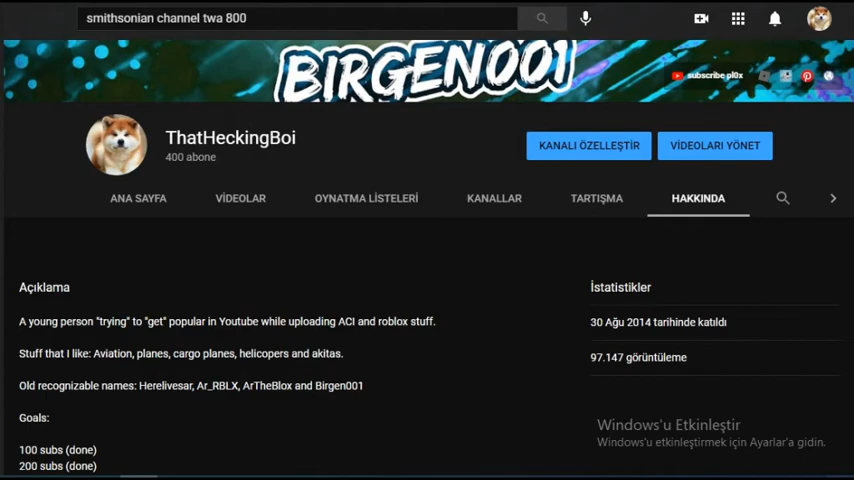 smithsonian channel twa 800
BIRGEN001
subscribe pl0x
ThatHeckingBoi
400 abone
KANALI ÖZELLEŞTİR
VİDEOLARI YÖNET
ANA SAYFA
VİDEOLAR
OYNATMA LİSTELERİ
KANALLAR
TARTIŞMA
HAKKINDA
Açıklama
A young person "trying" to "get" popular in Youtube while uploading ACI and roblox stuff.
Stuff that I like: Aviation, planes, cargo planes, helicopers and akitas.
Old recognizable names: Herelivesar, Ar_RBLX, ArTheBlox and Birgen001
Goals:
100 subs (done)
200 subs (done)
İstatistikler
30 Ağu 2014 tarihinde katıldı
97.147 görüntüleme
Windows'u Etkinleştir
Windows'u etkinleştirmek için Ayarlar'a gidin.